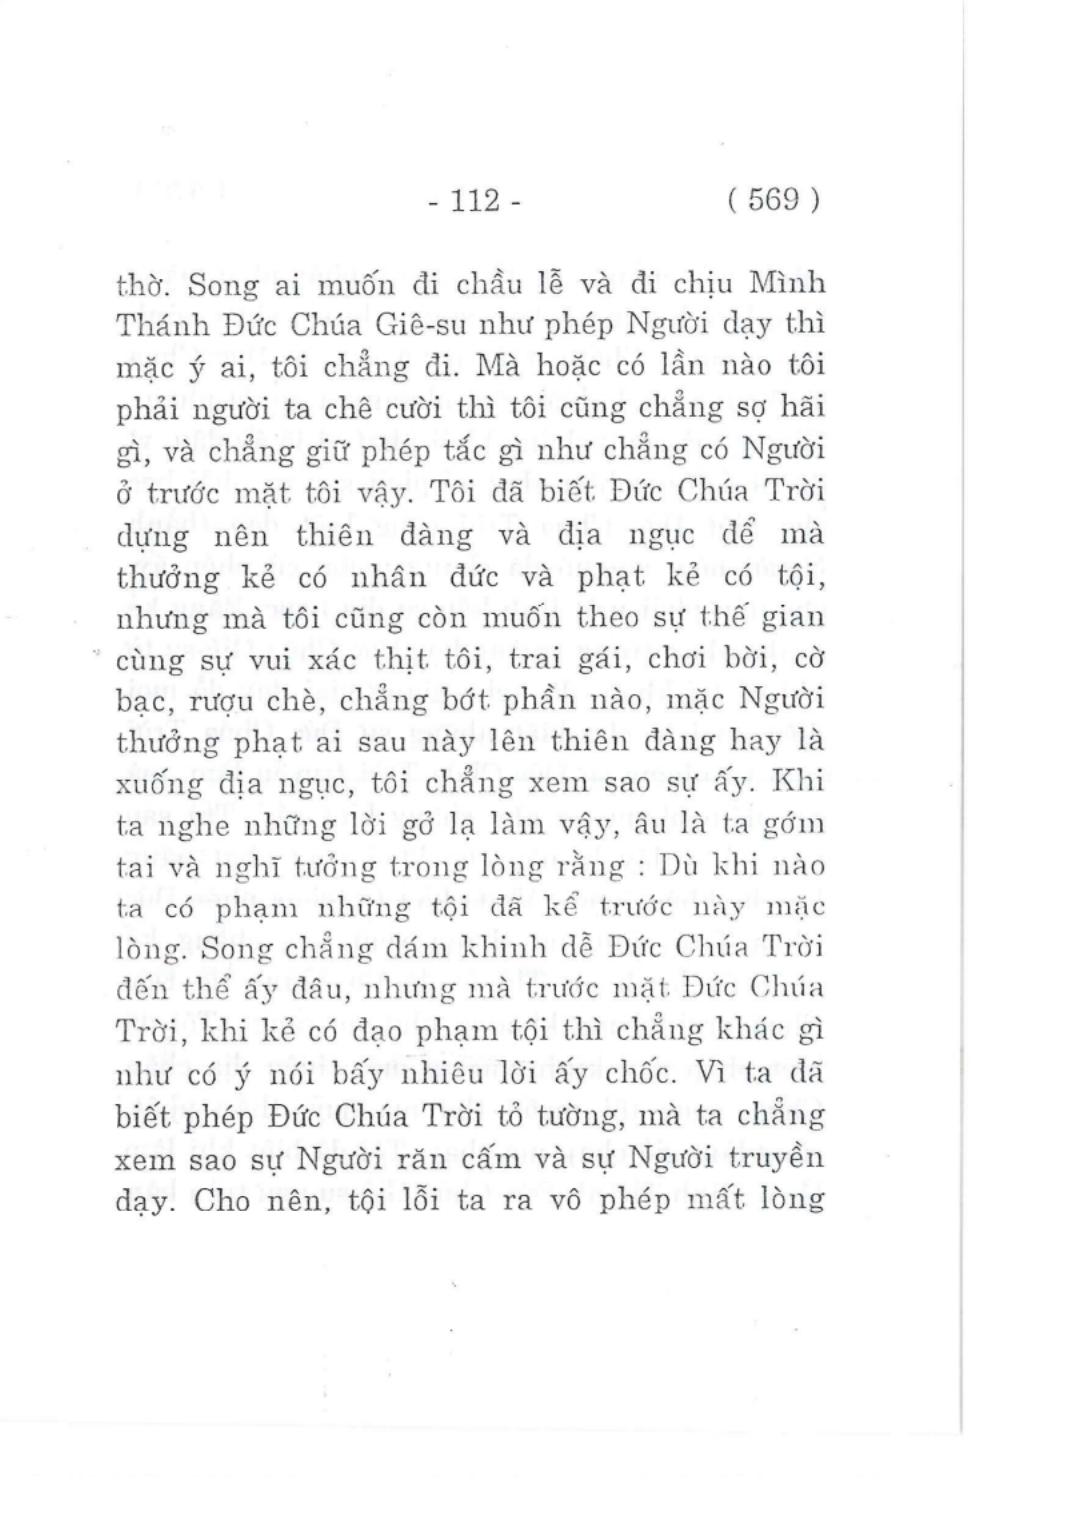 - 112 - ( 569 )
thờ. Song ai muốn đi chầu lễ và đi chịu Mình
Thánh Đức Chúa Giê-su như phép Người dạy thì
mặc ý ai, tôi chẳng đi. Mà hoặc có lần nào tôi
phải người ta chê cười thì tôi cũng chẳng sợ hãi
gì, và chẳng giữ phép tắc gì như chẳng có Người
ở trước mặt tôi vậy. Tôi đã biết Đức Chúa Trời
dựng nên thiên đàng và địa ngục để mà
thưởng kẻ có nhân đức và phạt kẻ có tội,
nhưng mà tôi cũng còn muốn theo sự thế gian
cùng sự vui xác thịt tôi, trai gái, chơi bời, cờ
bạc, rượu chè, chẳng bớt phần nào, mặc Người
thưởng phạt ai sau này lên thiên đàng hay là
xuống địa ngục, tôi chẳng xem sao sự ấy. Khi
ta nghe những lời gở lạ làm vậy, âu là ta góm
tai và nghĩ tưởng trong lòng rằng : Dù khi nào
ta có phạm những tội đã kể trước này mặc
lòng. Song chẳng dám khinh dễ Đức Chúa Trời
đến thể ấy đâu, nhưng mà trước mặt Đức Chúa
Trời, khi kẻ có đạo phạm tội thì chẳng khác gì
như có ý nói bấy nhiêu lời ấy chốc. Vì ta đã
biết phép Đức Chúa Trời tỏ tường, mà ta chẳng
xem sao sự Người răn cấm và sự Người truyền
dạy. Cho nên, tội lỗi ta ra vô phép mất lòng